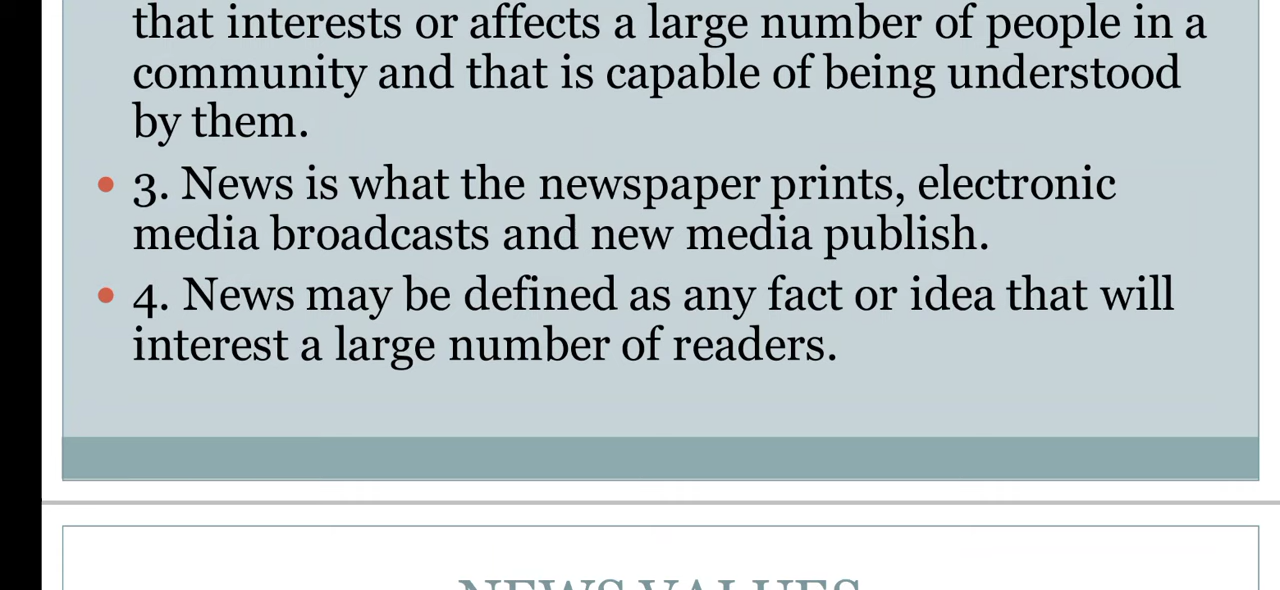 that interests or affects a large number of people in a
community and that is capable of being understood
by them.
• 3. News is what the newspaper prints, electronic
media broadcasts and new media publish.
• 4. News may be defined as any fact or idea that will
interest a large number of readers.
NEWS VALUES